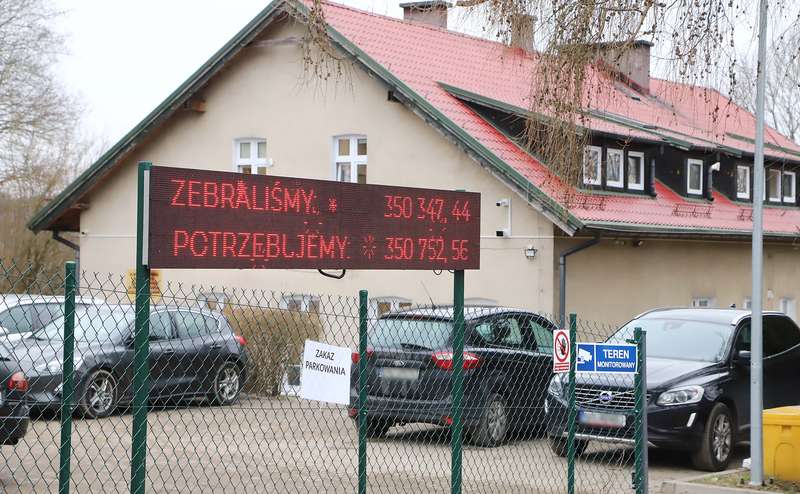 ZEBRALIŚMY: * 350 347,44
POTRZEBUJEMY: * 350 752,56
ZAKAZ
PARKOWANIA
TEREN
MONITOROWANY